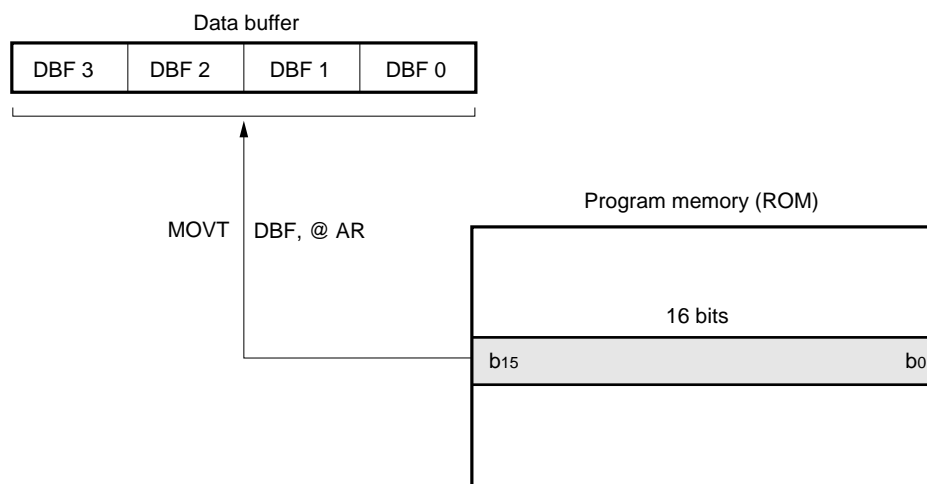 Data buffer
DBF 3 DBF 2 DBF 1 DBF 0
Program memory (ROM)
MOVT DBF, @ AR
16 bits
b15 b0